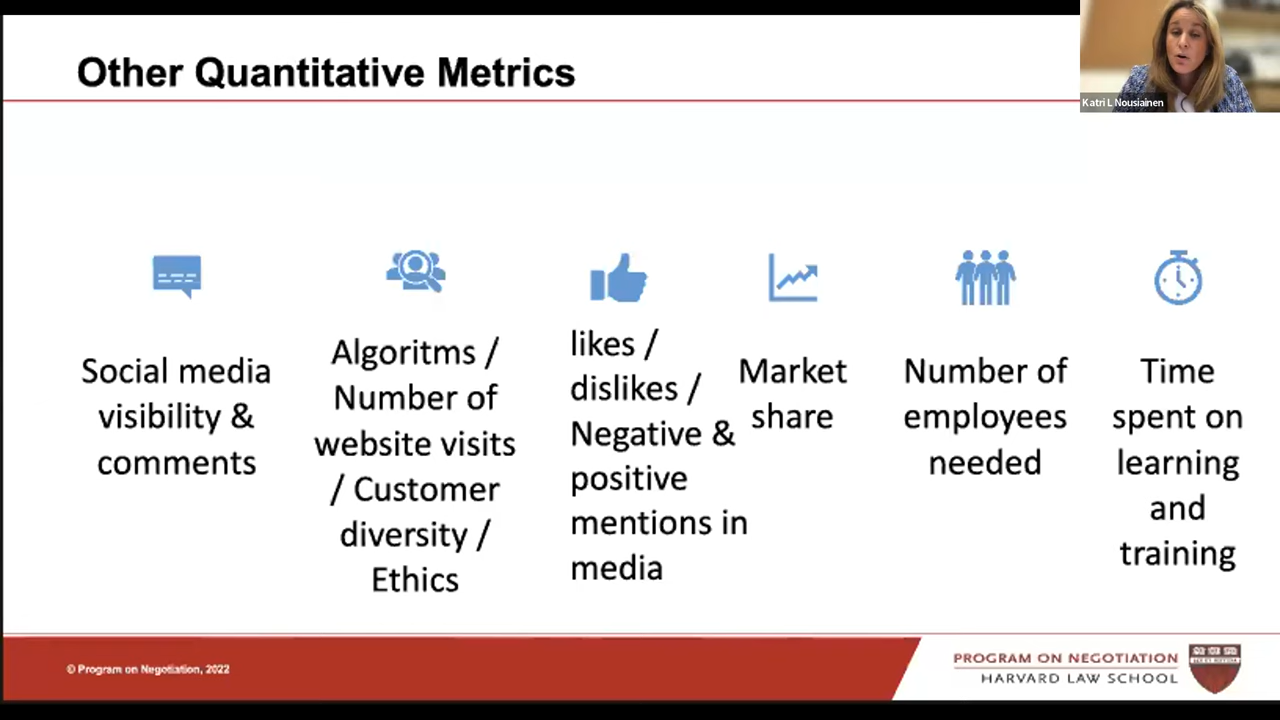 Other Quantitative Metrics
Katri L Nousiainen
Social media
visibility &
comments
Algoritms /
Number of
website visits
/ Customer
diversity /
Ethics
likes /
dislikes /
Negative &
positive
mentions in
media
Market
share
Number of
employees
needed
Time
spent on
learning
and
training
© Program on Negotiation, 2022
PROGRAM ON NEGOTIATION
HARVARD LAW SCHOOL